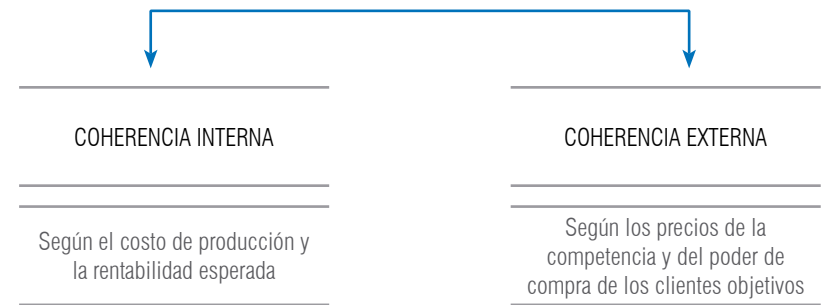 COHERENCIA INTERNA
COHERENCIA EXTERNA
Según el costo de producción y
la rentabilidad esperada
Según los precios de la
competencia y del poder de
compra de los clientes objetivos